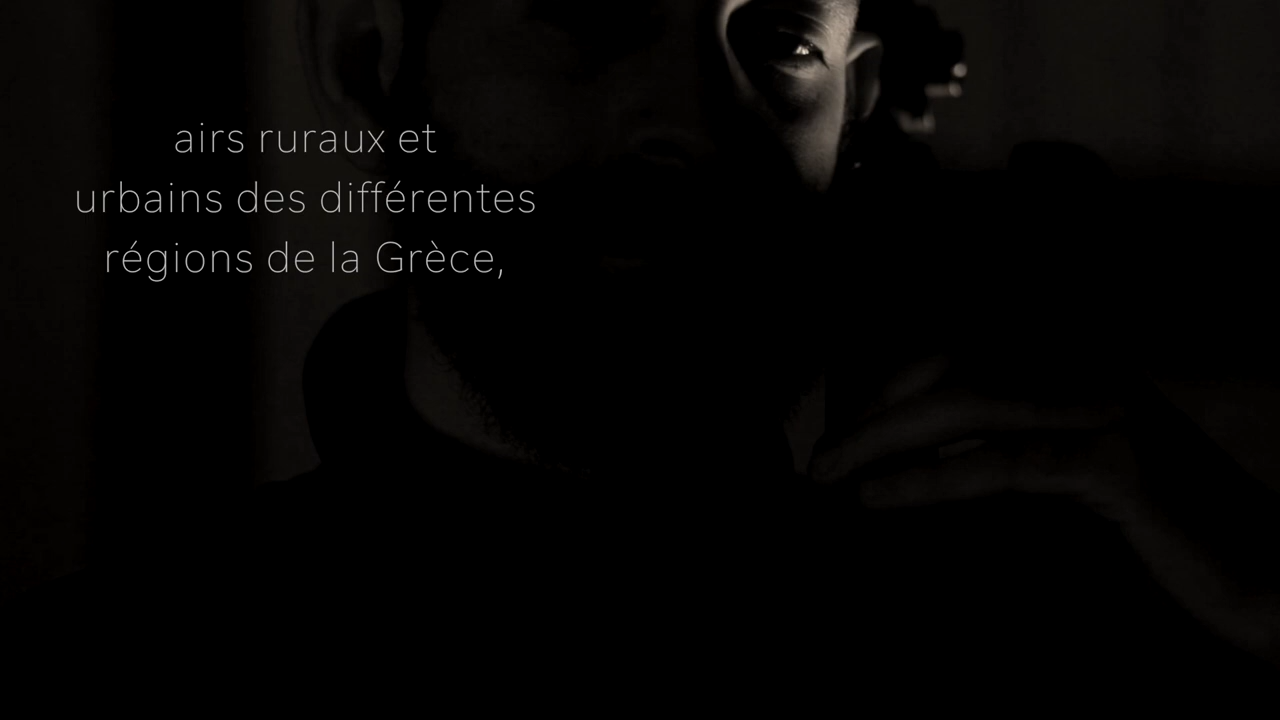 airs ruraux et
urbains des différentes
régions de la Grèce,